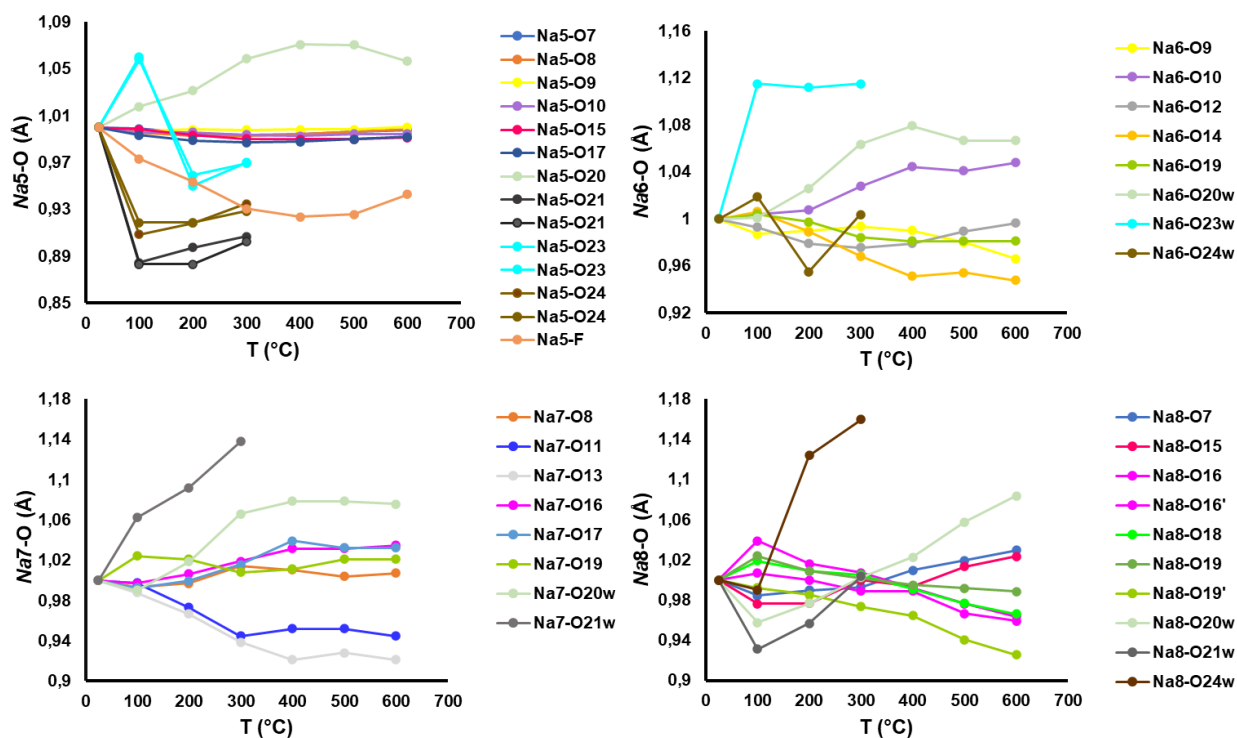 1,09
1,05
1,01
0,97
0,93
0,89
0,85
Na5-O (Å)
0 100 200 300 400 500 600 700
T (°C)
Na5-O7
Na5-O8
Na5-O9
Na5-O10
Na5-O15
Na5-O17
Na5-O20
Na5-O21
Na5-O21
Na5-O23
Na5-O23
Na5-O24
Na5-O24
Na5-F
1,16
1,12
1,08
1,04
1
0,96
0,92
Na6-O (Å)
0 100 200 300 400 500 600 700
T (°C)
Na6-O9
Na6-O10
Na6-O12
Na6-O14
Na6-O19
Na6-O20w
Na6-O23w
Na6-O24w
1,18
1,14
1,1
1,06
1,02
0,98
0,94
0,9
Na7-O (Å)
0 100 200 300 400 500 600 700
T (°C)
Na7-O8
Na7-O11
Na7-O13
Na7-O16
Na7-O17
Na7-O19
Na7-O20w
Na7-O21w
1,18
1,14
1,10
1,06
1,02
0,98
0,94
0,90
Na8-O (Å)
0 100 200 300 400 500 600 700
T (°C)
Na8-O7
Na8-O15
Na8-O16
Na8-O16'
Na8-O18
Na8-O19
Na8-O19'
Na8-O20w
Na8-O21w
Na8-O24w